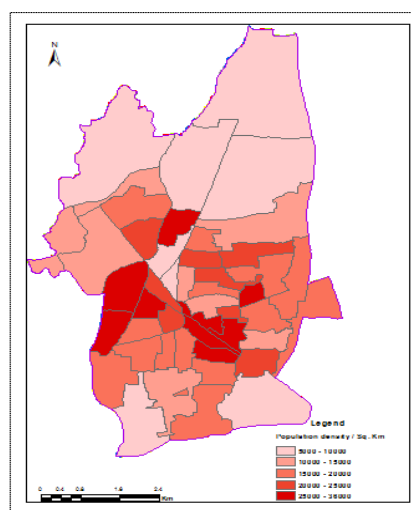 N
Legend
Population density / Sq. Km
5000 - 10000
10000 - 15000
15000 - 20000
20000 - 25000
25000 - 36000
0 0.4 0.8 1.6 2.4
Km